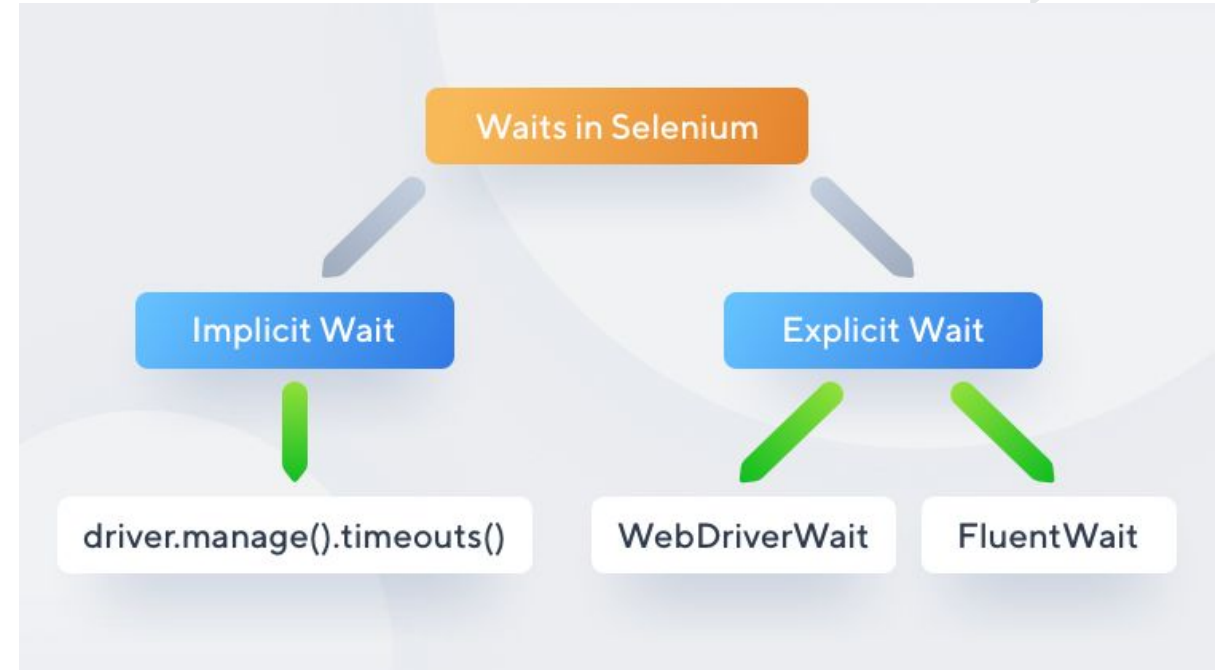 Waits in Selenium
Implicit Wait
Explicit Wait
driver.manage().timeouts()
WebDriverWait
FluentWait